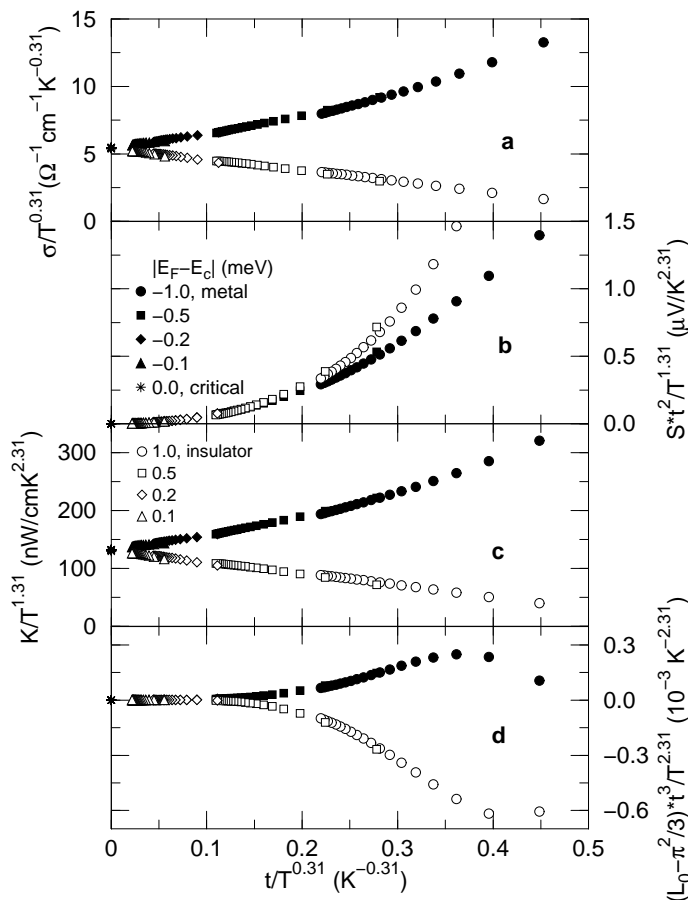 15
10
5
0
σ/T^0.31(Ω^−1cm^−1K^−0.31)
a
1.5
1.0
0.5
0.0
S*t^2/T^1.31 (μV/K^2.31)
|E_F−E_c| (meV)
−1.0, metal
−0.5
−0.2
−0.1
0.0, critical
b
300
200
100
0
K/T^1.31 (nW/cmK^2.31)
1.0, insulator
0.5
0.2
0.1
c
0.3
0.0
−0.3
−0.6
(L_0−π^2/3)*t^3/T^2.31 (10^−3 K^−2.31)
d
0 0.1 0.2 0.3 0.4 0.5
t/T^0.31 (K^−0.31)